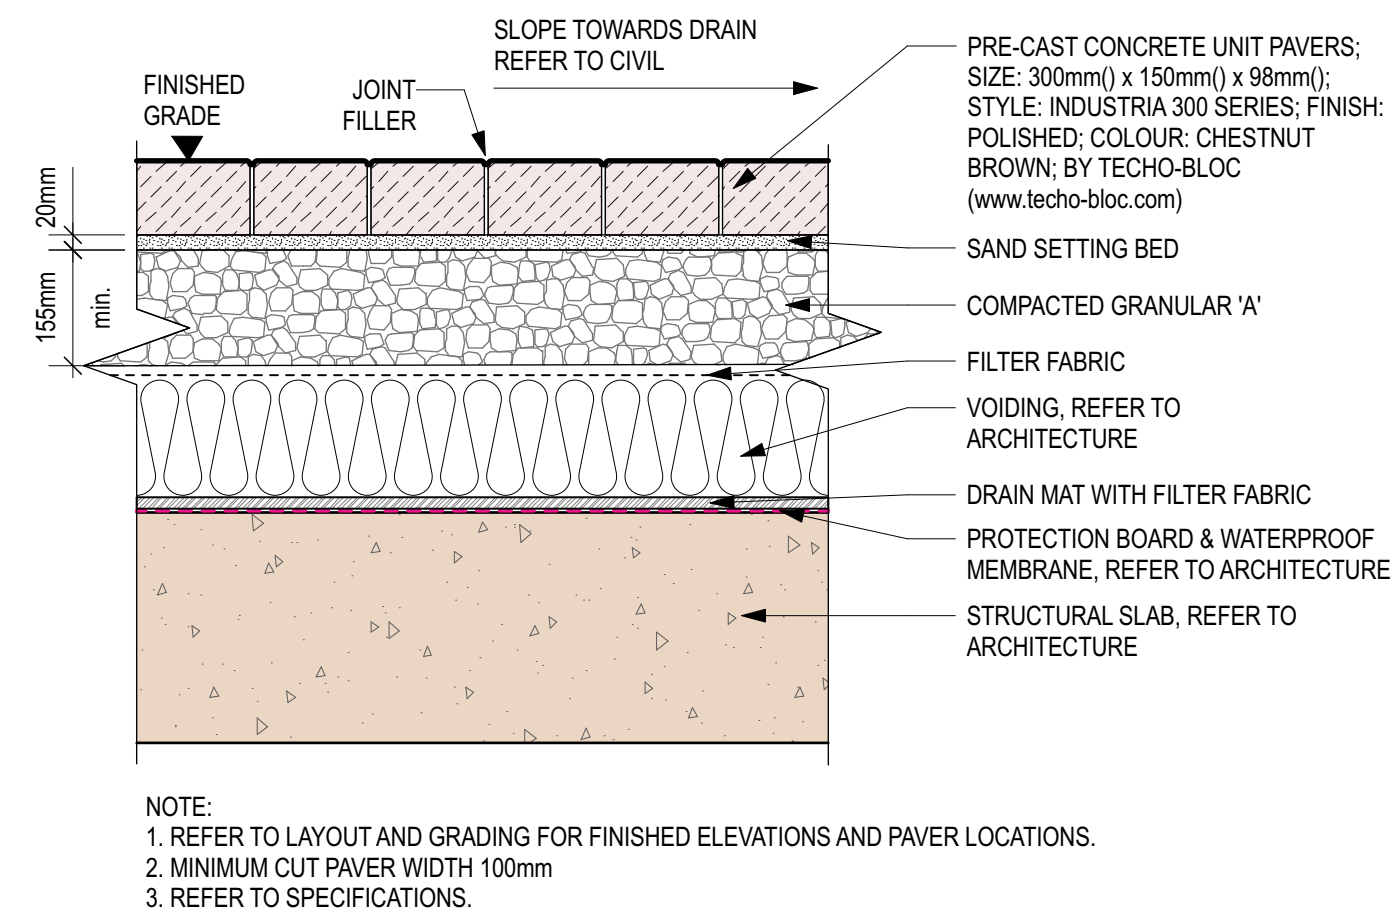 SLOPE TOWARDS DRAIN
REFER TO CIVIL
FINISHED
GRADE
JOINT
FILLER
PRE-CAST CONCRETE UNIT PAVERS;
SIZE: 300mm() x 150mm() x 98mm();
STYLE: INDUSTRIA 300 SERIES; FINISH:
POLISHED; COLOUR: CHESTNUT
BROWN; BY TECHO-BLOC
(www.techo-bloc.com)
20mm
155mm
min.
SAND SETTING BED
COMPACTED GRANULAR 'A'
FILTER FABRIC
VOIDING, REFER TO
ARCHITECTURE
DRAIN MAT WITH FILTER FABRIC
PROTECTION BOARD & WATERPROOF
MEMBRANE, REFER TO ARCHITECTURE
STRUCTURAL SLAB, REFER TO
ARCHITECTURE
NOTE:
1. REFER TO LAYOUT AND GRADING FOR FINISHED ELEVATIONS AND PAVER LOCATIONS.
2. MINIMUM CUT PAVER WIDTH 100mm
3. REFER TO SPECIFICATIONS.